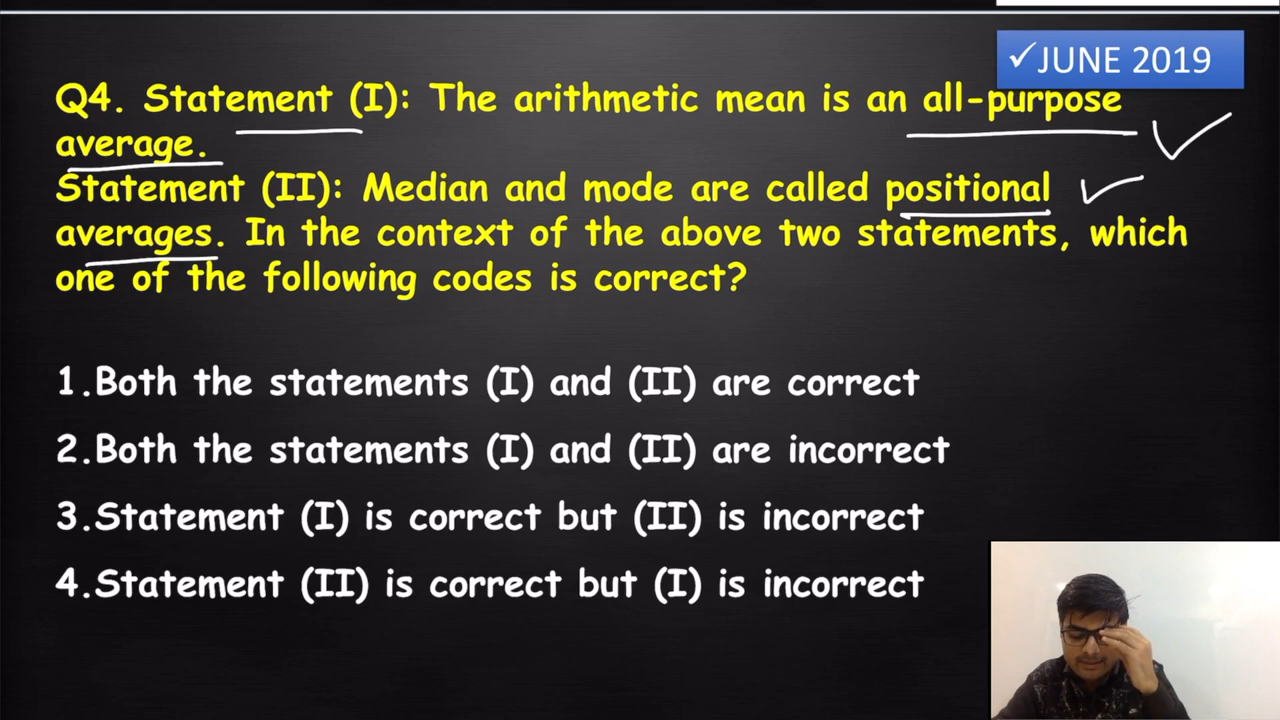 ✓JUNE 2019
Q4. Statement (I): The arithmetic mean is an all-purpose
average.
Statement (II): Median and mode are called positional
averages. In the context of the above two statements, which
one of the following codes is correct?
1.Both the statements (I) and (II) are correct
2.Both the statements (I) and (II) are incorrect
3.Statement (I) is correct but (II) is incorrect
4.Statement (II) is correct but (I) is incorrect